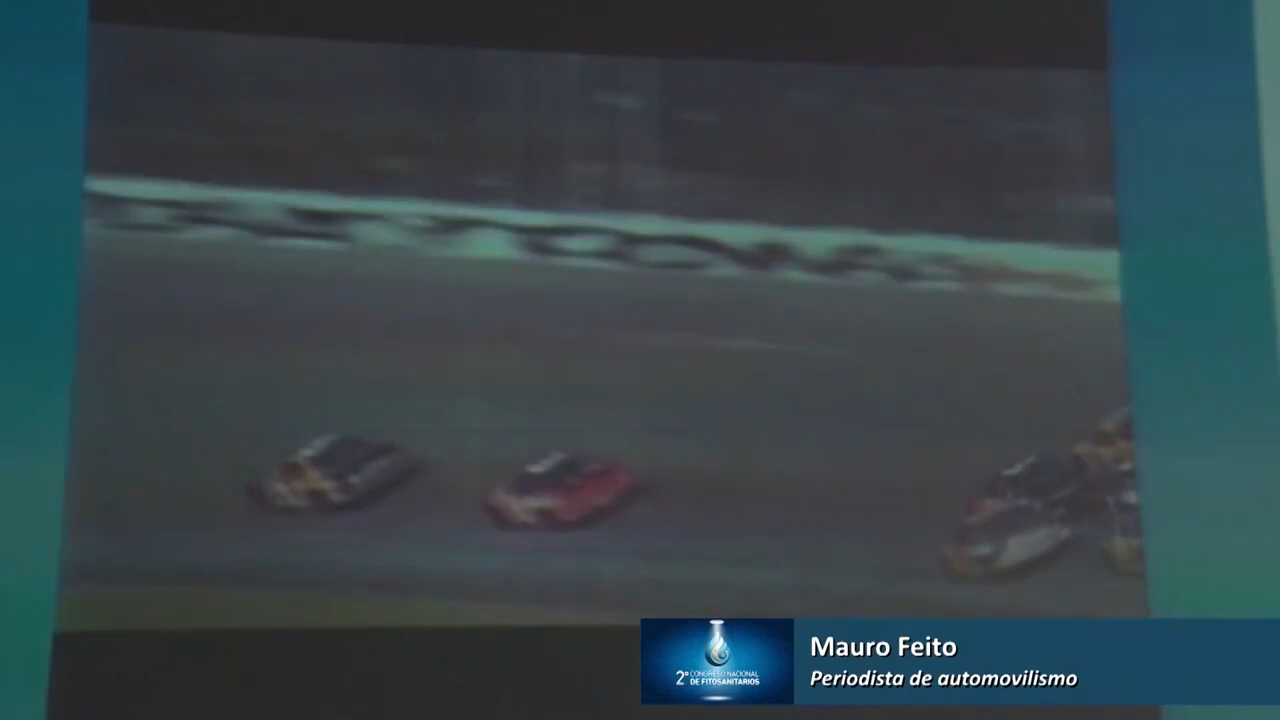 Mauro Feito
Periodista de automovilismo
2º CONGRESO NACIONAL
DE FITOSANITARIOS